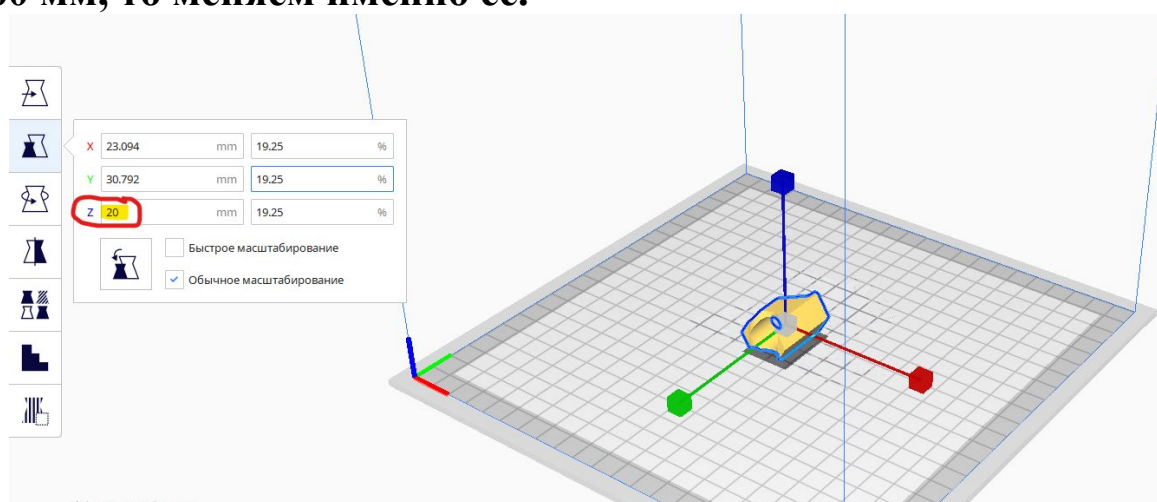 мм, то меняем именно её.
X 23.094 mm 19.25 %
Y 30.792 mm 19.25 %
Z 20 mm 19.25 %
Быстрое масштабирование
Обычное масштабирование